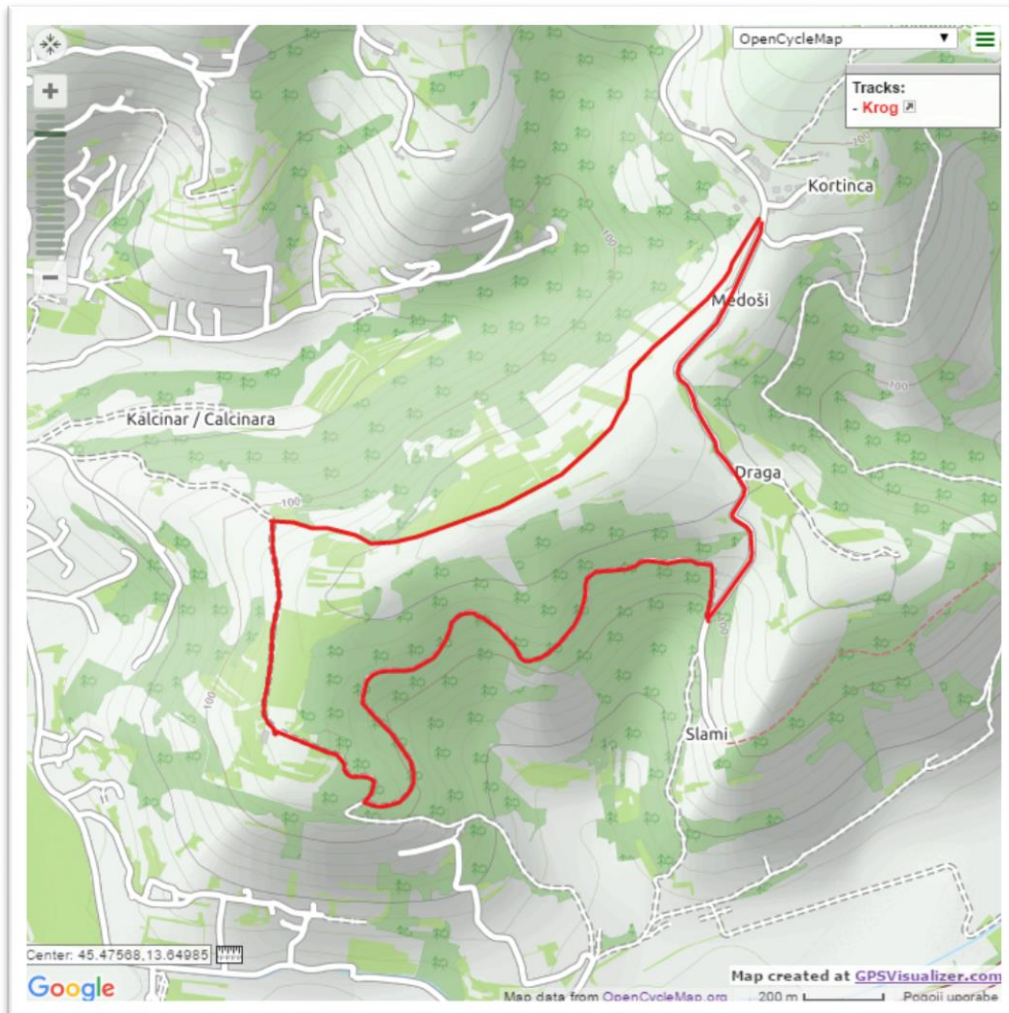 OpenCycleMap
Tracks:
- Krog
100
Kortinca
100
Medoši
100
Kalcinar / Calcinara
Draga
100
100
100
Slami
Center: 45.47568,13.64985
Google
Map created at GPSVisualizer.com
Map data from OpenCycleMap.org
200 m
Pogoji uporabe